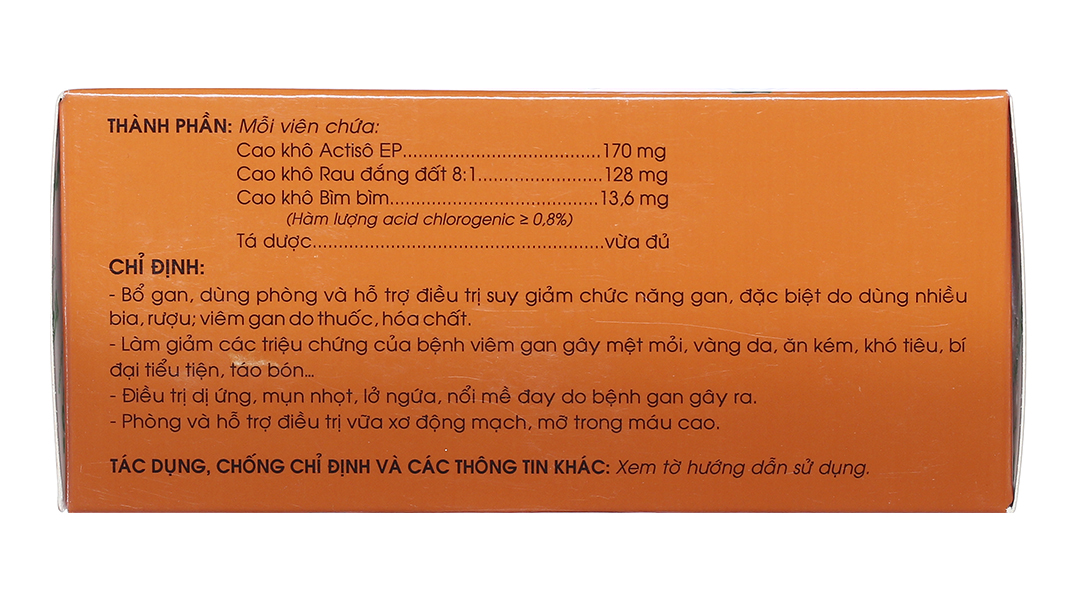 THÀNH PHẦN: Mỗi viên chứa:
Cao khô Actisô EP......................................170 mg
Cao khô Rau đắng đất 8:1........................128 mg
Cao khô Bìm bìm........................................13,6 mg
(Hàm lượng acid chlorogenic ≥ 0,8%)
Tá dược........................................................vừa đủ
CHỈ ĐỊNH:
- Bổ gan, dùng phòng và hỗ trợ điều trị suy giảm chức năng gan, đặc biệt do dùng nhiều
bia, rượu; viêm gan do thuốc, hóa chất.
- Làm giảm các triệu chứng của bệnh viêm gan gây mệt mỏi, vàng da, ăn kém, khó tiêu, bí
đại tiểu tiện, táo bón...
- Điều trị dị ứng, mụn nhọt, lở ngứa, nổi mề đay do bệnh gan gây ra.
- Phòng và hỗ trợ điều trị vữa xơ động mạch, mỡ trong máu cao.
TÁC DỤNG, CHỐNG CHỈ ĐỊNH VÀ CÁC THÔNG TIN KHÁC: Xem tờ hướng dẫn sử dụng.